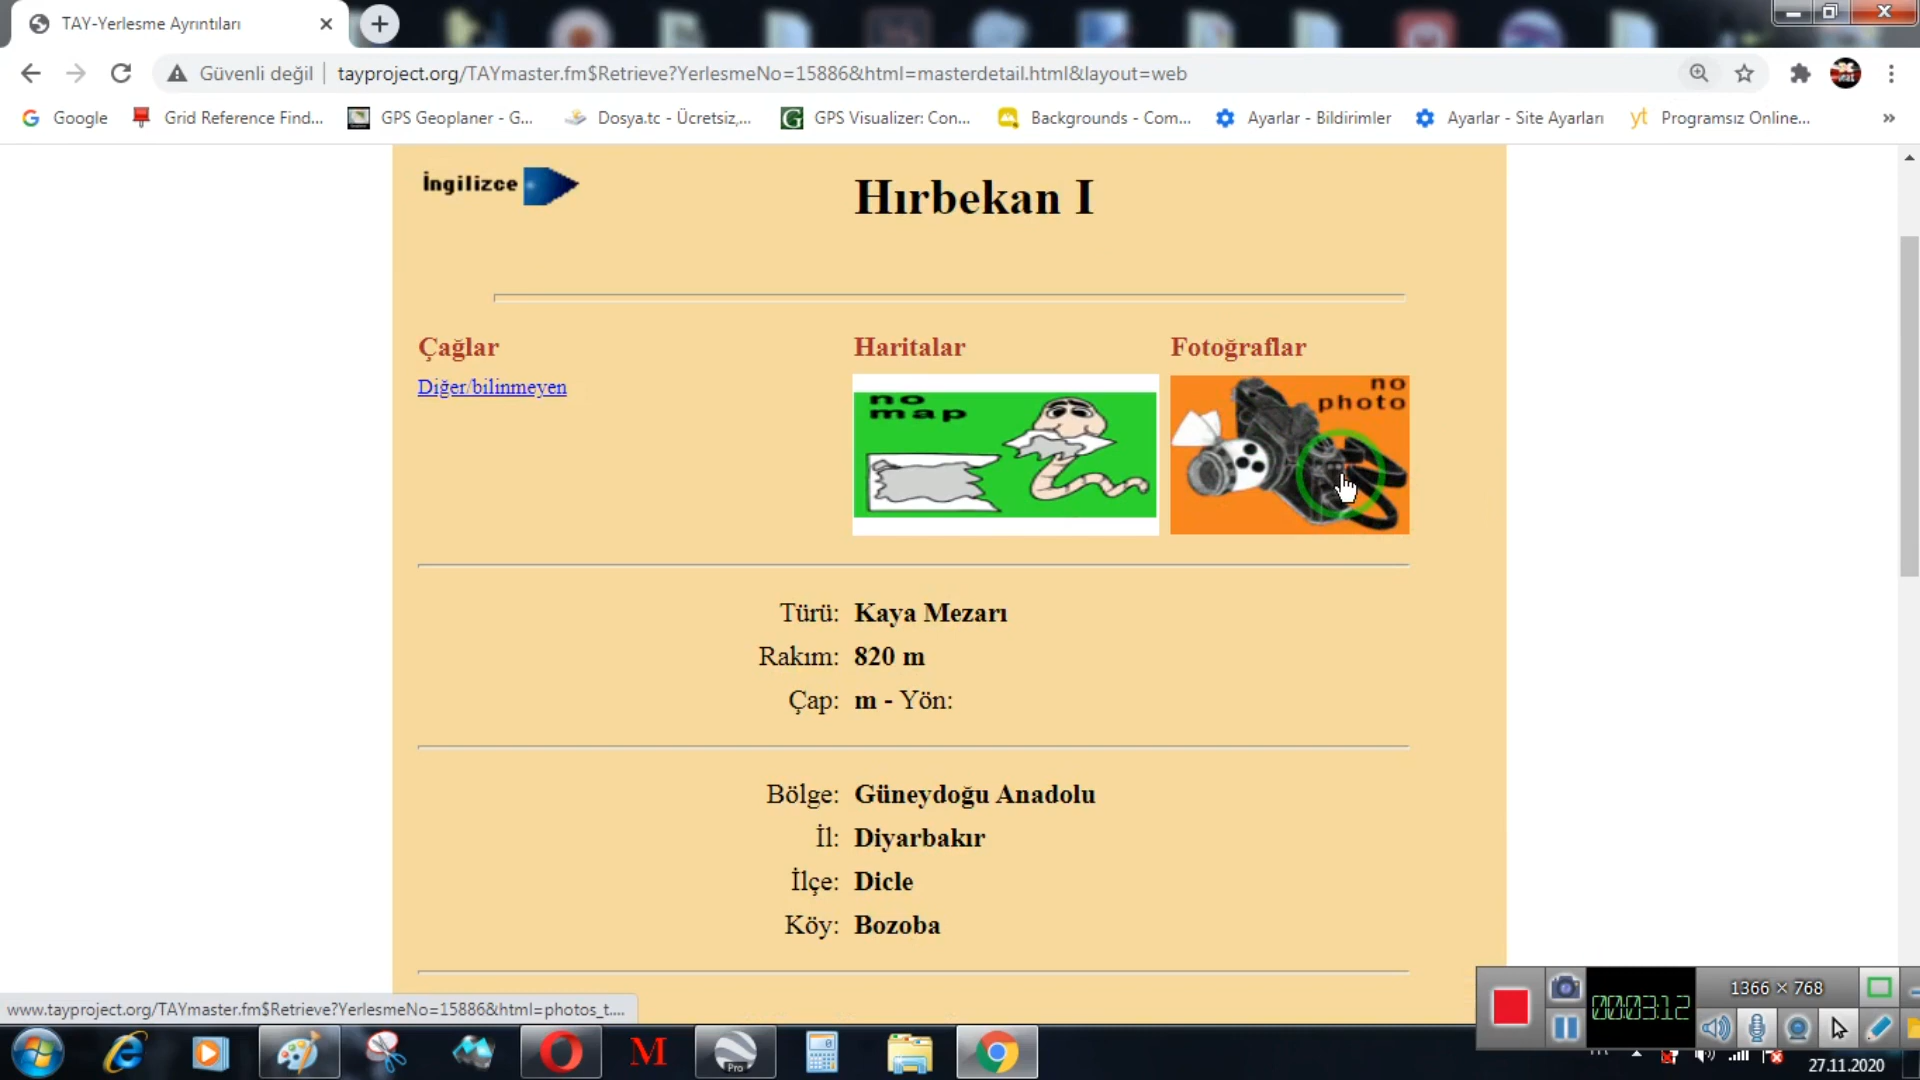 TAY-Yerlesme Ayrıntıları
Güvenli değil
tayproject.org/TAYmaster.fm$Retrieve?YerlesmeNo=15886&html=masterdetail.html&layout=web
Google
Grid Reference Find...
GPS Geoplaner - G...
Dosya.tc - Ücretsiz,...
GPS Visualizer: Con...
Backgrounds - Com...
Ayarlar - Bildirimler
Ayarlar - Site Ayarları
yt Programsız Online...
İngilizce
Hırbekan I
Çağlar
Haritalar
Fotoğraflar
Diğer/bilinmeyen
no
map
no
photo
Türü: Kaya Mezarı
Rakım: 820 m
Çap: m - Yön:
Bölge: Güneydoğu Anadolu
İl: Diyarbakır
İlçe: Dicle
Köy: Bozoba
www.tayproject.org/TAYmaster.fm$Retrieve?YerlesmeNo=15886&html=photos_t....
1366 × 768
00:03:12
M
Pro
27.11.2020